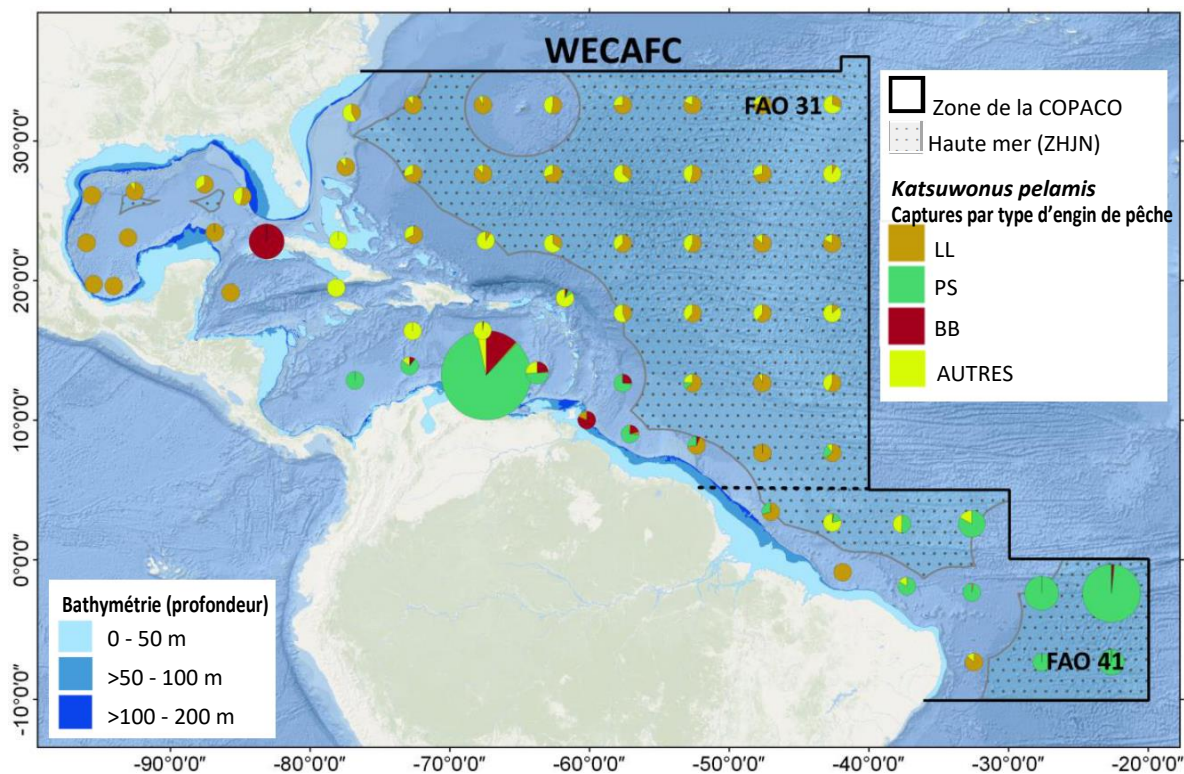 WECAFC
FAO 31
Zone de la COPACO
Haute mer (ZHJN)
Katsuwonus pelamis
Captures par type d’engin de pêche
LL
PS
BB
AUTRES
30°0'0"
20°0'0"
10°0'0"
0°0'0"
-10°0'0"
Bathymétrie (profondeur)
0 - 50 m
>50 - 100 m
>100 - 200 m
FAO 41
-90°0'0" -80°0'0" -70°0'0" -60°0'0" -50°0'0" -40°0'0" -30°0'0" -20°0'0"